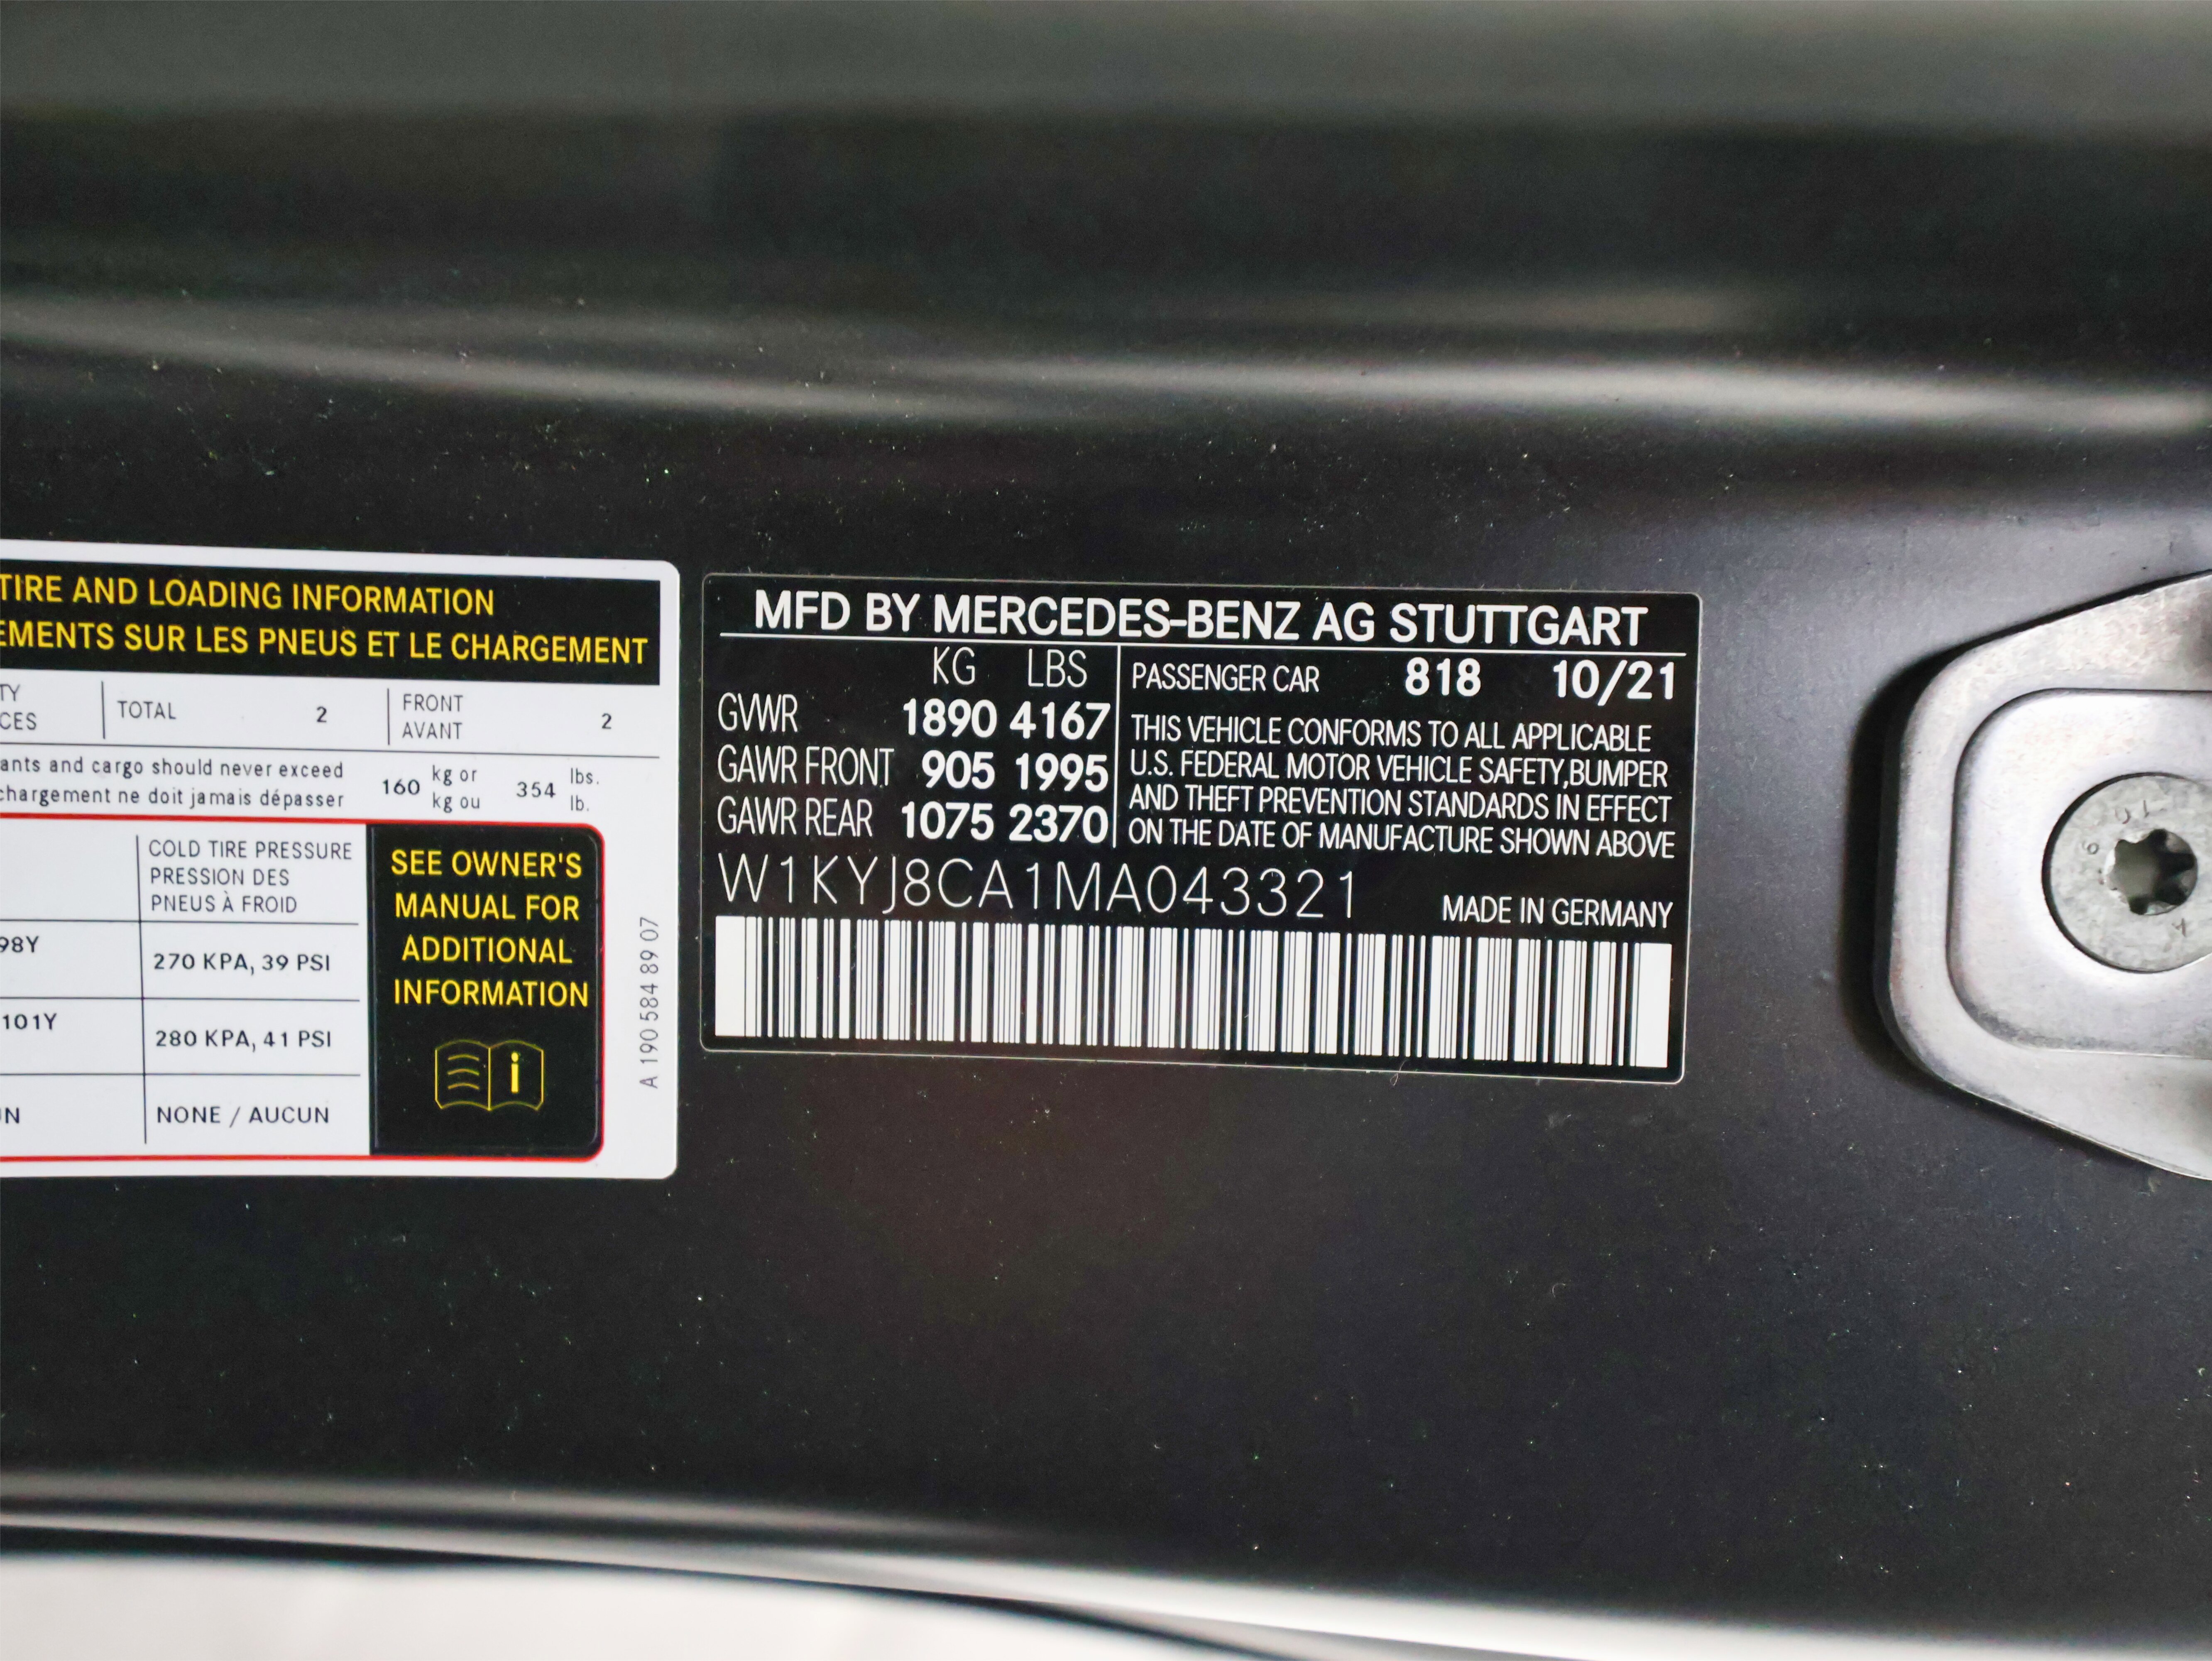 TIRE AND LOADING INFORMATION
EMENTS SUR LES PNEUS ET LE CHARGEMENT
TY
CES
TOTAL 2
FRONT
AVANT 2
ants and cargo should never exceed
chargement ne doit jamais dépasser
160 kg or 354 lbs.
kg ou lb.
COLD TIRE PRESSURE
PRESSION DES
PNEUS À FROID
98Y 270 KPA, 39 PSI
101Y 280 KPA, 41 PSI
UN NONE / AUCUN
SEE OWNER'S
MANUAL FOR
ADDITIONAL
INFORMATION
i
A 190 584 89 07
MFD BY MERCEDES-BENZ AG STUTTGART
KG LBS
GVWR 1890 4167
GAWR FRONT 905 1995
GAWR REAR 1075 2370
PASSENGER CAR 818 10/21
THIS VEHICLE CONFORMS TO ALL APPLICABLE
U.S. FEDERAL MOTOR VEHICLE SAFETY,BUMPER
AND THEFT PREVENTION STANDARDS IN EFFECT
ON THE DATE OF MANUFACTURE SHOWN ABOVE
W1KYJ8CA1MA043321
MADE IN GERMANY